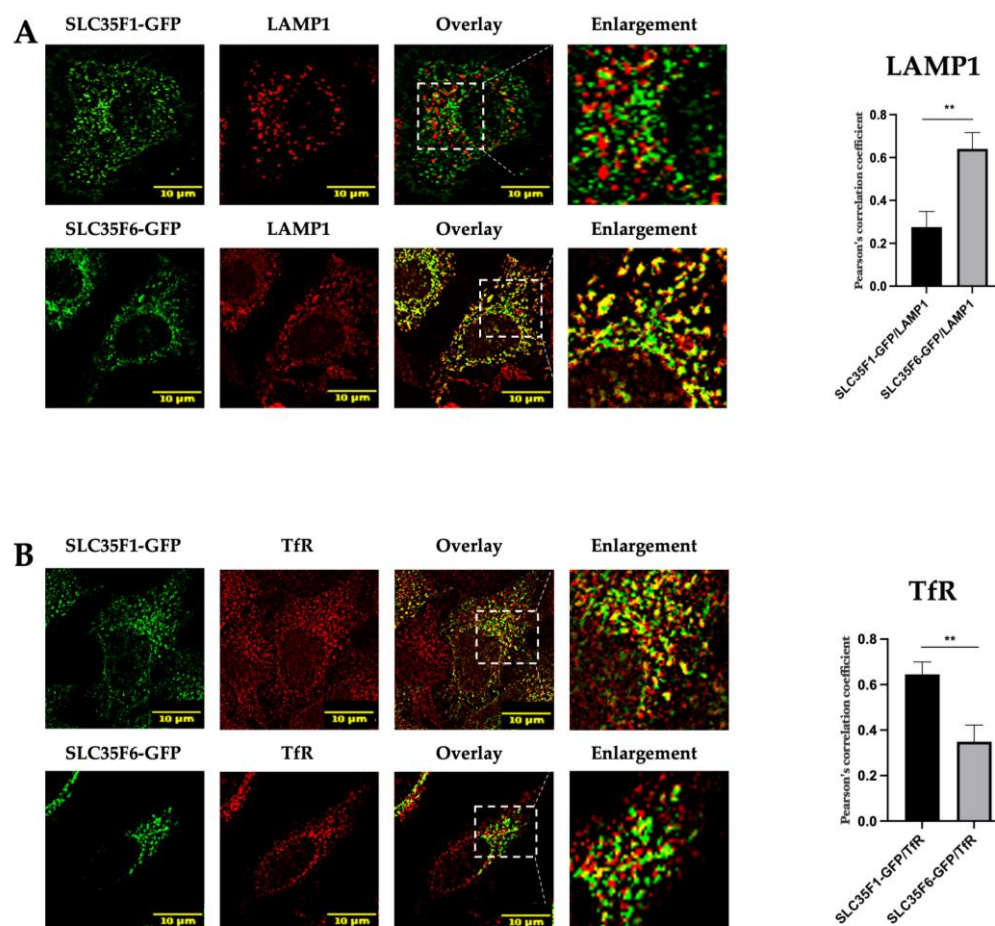 A
SLC35F1-GFP LAMP1 Overlay Enlargement
10 μm 10 μm 10 μm
SLC35F6-GFP LAMP1 Overlay Enlargement
10 μm 10 μm 10 μm
LAMP1
**
Pearson's correlation coefficient
0.8
0.6
0.4
0.2
0.0
SLC35F1-GFP/LAMP1
SLC35F6-GFP/LAMP1
B
SLC35F1-GFP TfR Overlay Enlargement
10 μm 10 μm 10 μm
SLC35F6-GFP TfR Overlay Enlargement
10 μm 10 μm 10 μm
TfR
**
Pearson's correlation coefficient
0.8
0.6
0.4
0.2
0.0
SLC35F1-GFP/TfR
SLC35F6-GFP/TfR